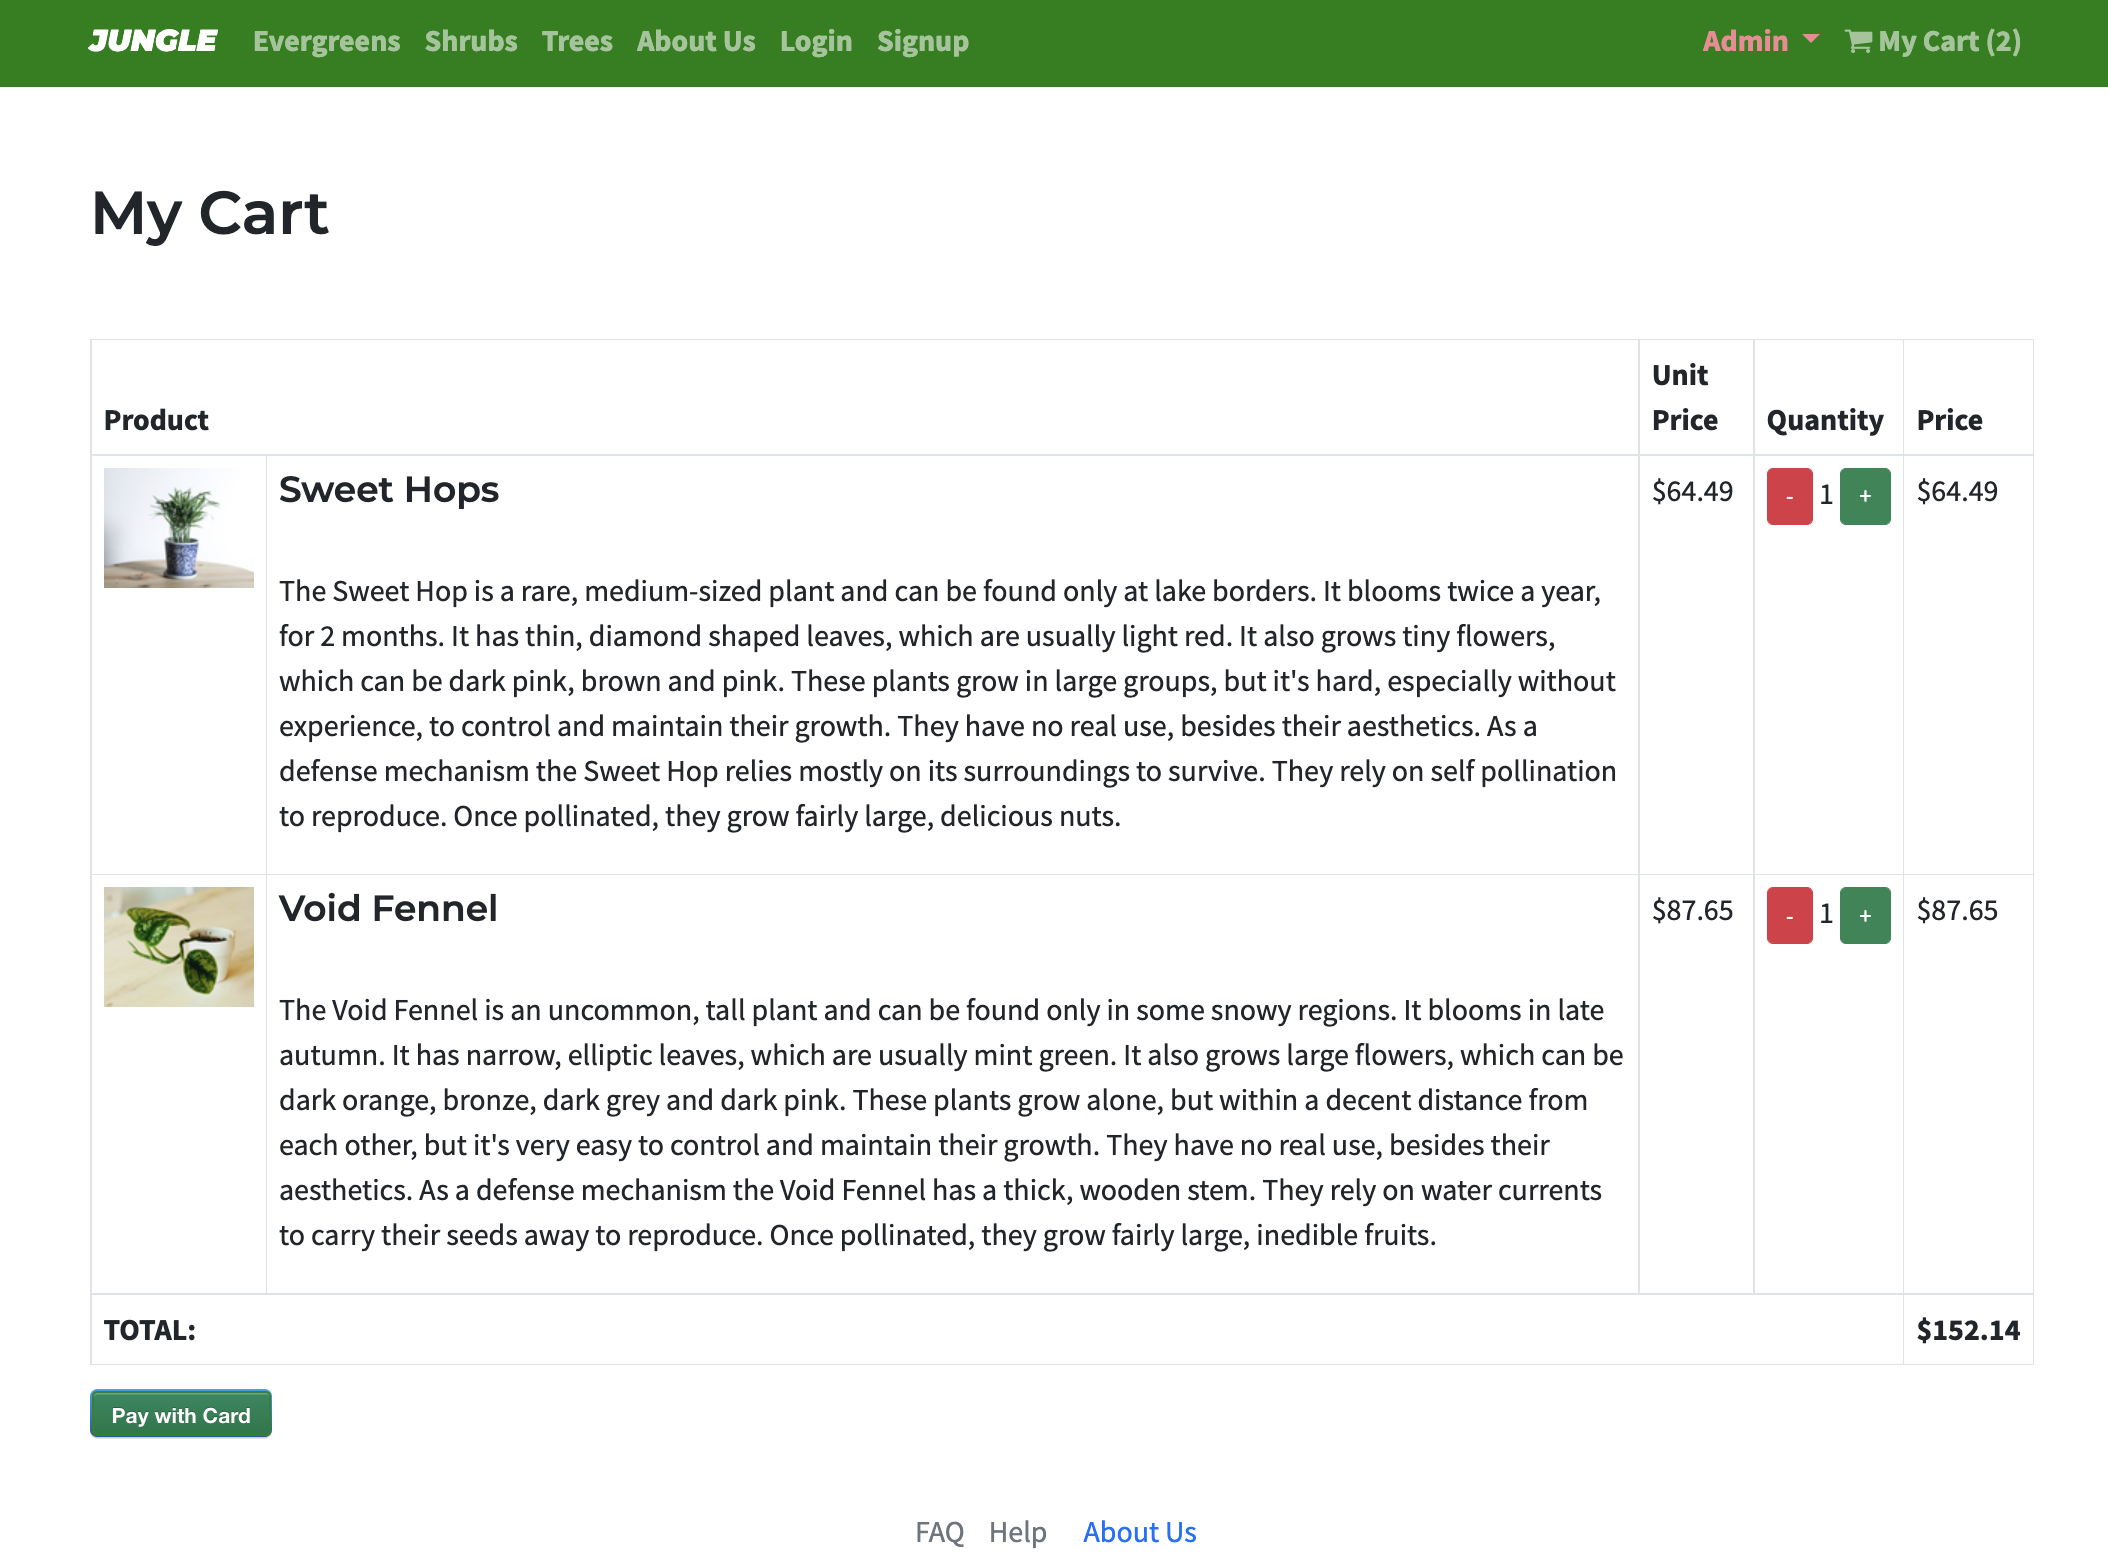 JUNGLE Evergreens Shrubs Trees About Us Login Signup Admin My Cart (2)
My Cart
Product Unit Price Quantity Price
Sweet Hops $64.49 - 1 + $64.49
The Sweet Hop is a rare, medium-sized plant and can be found only at lake borders. It blooms twice a year,
for 2 months. It has thin, diamond shaped leaves, which are usually light red. It also grows tiny flowers,
which can be dark pink, brown and pink. These plants grow in large groups, but it's hard, especially without
experience, to control and maintain their growth. They have no real use, besides their aesthetics. As a
defense mechanism the Sweet Hop relies mostly on its surroundings to survive. They rely on self pollination
to reproduce. Once pollinated, they grow fairly large, delicious nuts.
Void Fennel $87.65 - 1 + $87.65
The Void Fennel is an uncommon, tall plant and can be found only in some snowy regions. It blooms in late
autumn. It has narrow, elliptic leaves, which are usually mint green. It also grows large flowers, which can be
dark orange, bronze, dark grey and dark pink. These plants grow alone, but within a decent distance from
each other, but it's very easy to control and maintain their growth. They have no real use, besides their
aesthetics. As a defense mechanism the Void Fennel has a thick, wooden stem. They rely on water currents
to carry their seeds away to reproduce. Once pollinated, they grow fairly large, inedible fruits.
TOTAL: $152.14
Pay with Card
FAQ Help About Us